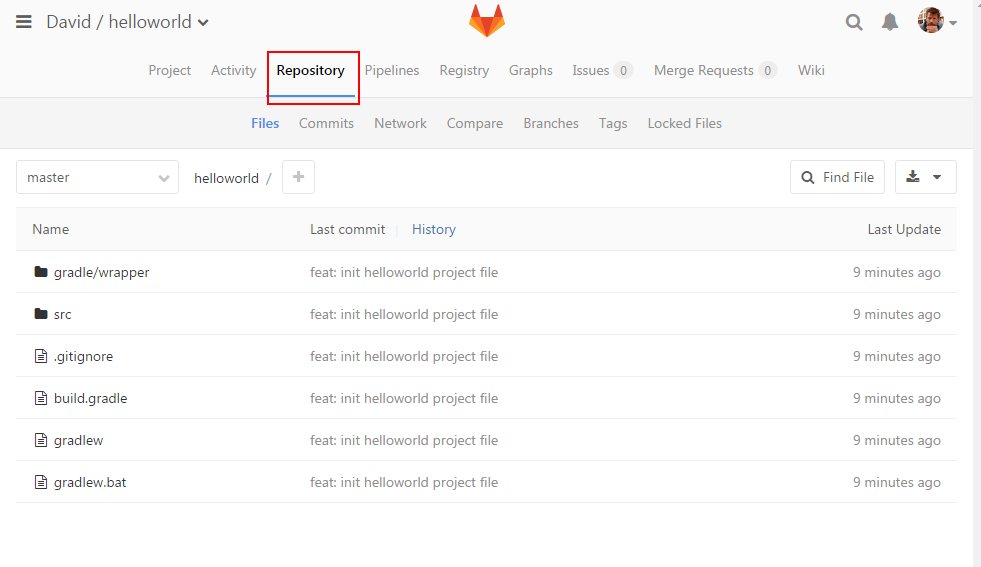 David / helloworld
Project Activity Repository Pipelines Registry Graphs Issues 0 Merge Requests 0 Wiki
Files Commits Network Compare Branches Tags Locked Files
master helloworld / + Find File
Name Last commit History Last Update
gradle/wrapper feat: init helloworld project file 9 minutes ago
src feat: init helloworld project file 9 minutes ago
.gitignore feat: init helloworld project file 9 minutes ago
build.gradle feat: init helloworld project file 9 minutes ago
gradlew feat: init helloworld project file 9 minutes ago
gradlew.bat feat: init helloworld project file 9 minutes ago